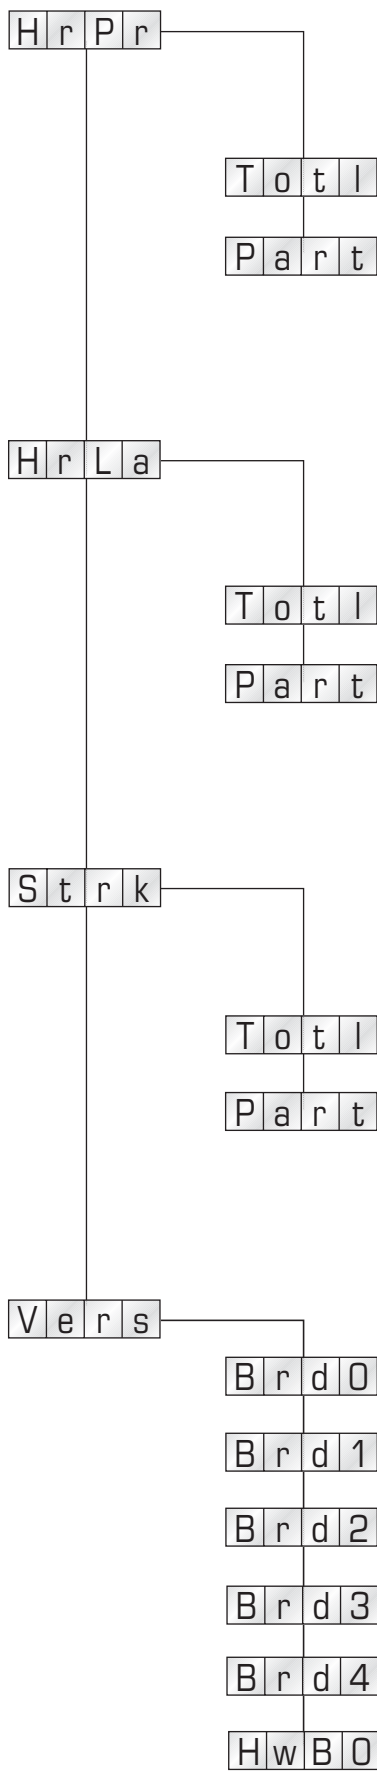 HrPr
Totl
Part
HrLa
Totl
Part
Strk
Totl
Part
Vers
Brd0
Brd1
Brd2
Brd3
Brd4
HwB0